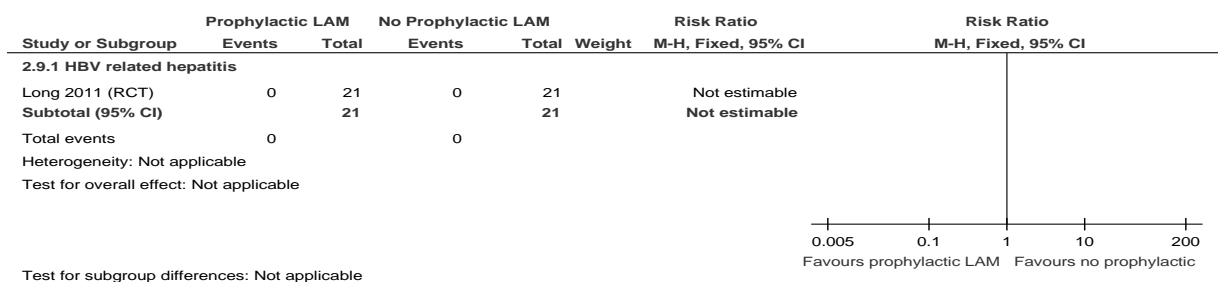 Prophylactic LAM No Prophylactic LAM Risk Ratio Risk Ratio
Study or Subgroup Events Total Events Total Weight M-H, Fixed, 95% CI M-H, Fixed, 95% CI
2.9.1 HBV related hepatitis
Long 2011 (RCT) 0 21 0 21 Not estimable
Subtotal (95% CI) 21 21 Not estimable
Total events 0 0
Heterogeneity: Not applicable
Test for overall effect: Not applicable
0.005 0.1 1 10 200
Favours prophylactic LAM Favours no prophylactic
Test for subgroup differences: Not applicable